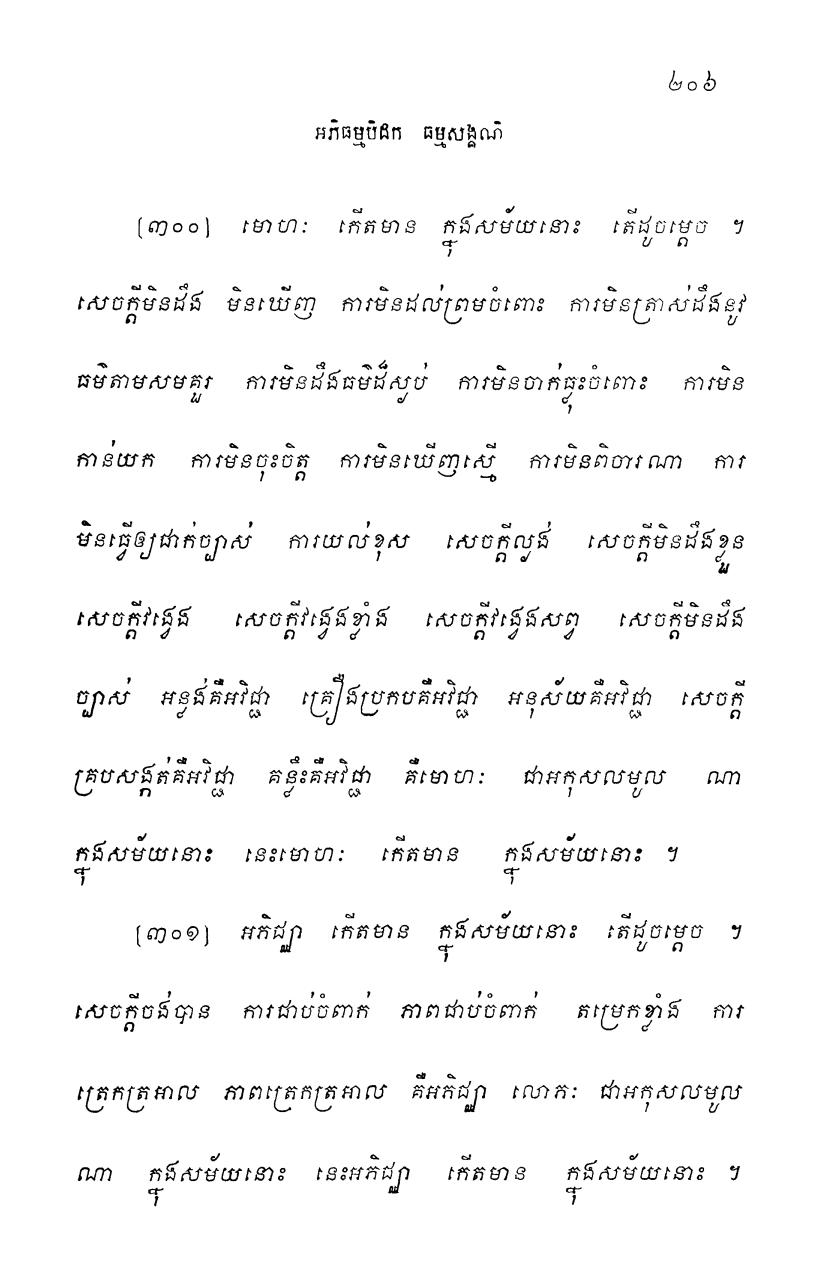 ២០៦
អភិធម្មបិដក ធម្មសង្គណិ
[៣០០] មោហៈ កើតមាន ក្នុងសម័យនោះ តើដូចម្តេច ។
សេចក្តីមិនដឹង មិនឃើញ ការមិនដល់ព្រមចំពោះ ការមិនត្រាស់ដឹងនូវ
ធម៌តាមសមគួរ ការមិនដឹងធម៌ដ៏ស្ងប់ ការមិនចាក់ធ្លុះចំពោះ ការមិន
កាន់យក ការមិនចុះចិត្ត ការមិនឃើញស្មើ ការមិនពិចារណា ការ
មិនធ្វើឲ្យជាក់ច្បាស់ ការយល់ខុស សេចក្តីល្ងង់ សេចក្តីមិនដឹងខ្លួន
សេចក្តីវង្វេង សេចក្តីវង្វេងខ្លាំង សេចក្តីវង្វេងសព្វ សេចក្តីមិនដឹង
ច្បាស់ អន្លង់គឺអវិជ្ជា គ្រឿងប្រកបគឺអវិជ្ជា អនុស័យគឺអវិជ្ជា សេចក្តី
គ្របសង្កត់គឺអវិជ្ជា គន្លឹះគឺអវិជ្ជា គឺមោហៈ ជាអកុសលមូល ណា
ក្នុងសម័យនោះ នេះមោហៈ កើតមាន ក្នុងសម័យនោះ ។
[៣០១] អភិជ្ឈា កើតមាន ក្នុងសម័យនោះ តើដូចម្តេច ។
សេចក្តីចង់បាន ការជាប់ចំពាក់ ភាពជាប់ចំពាក់ តម្រេកខ្លាំង ការ
ត្រេកត្រអាល ភាពត្រេកត្រអាល គឺអភិជ្ឈា លោភៈ ជាអកុសលមូល
ណា ក្នុងសម័យនោះ នេះអភិជ្ឈា កើតមាន ក្នុងសម័យនោះ ។